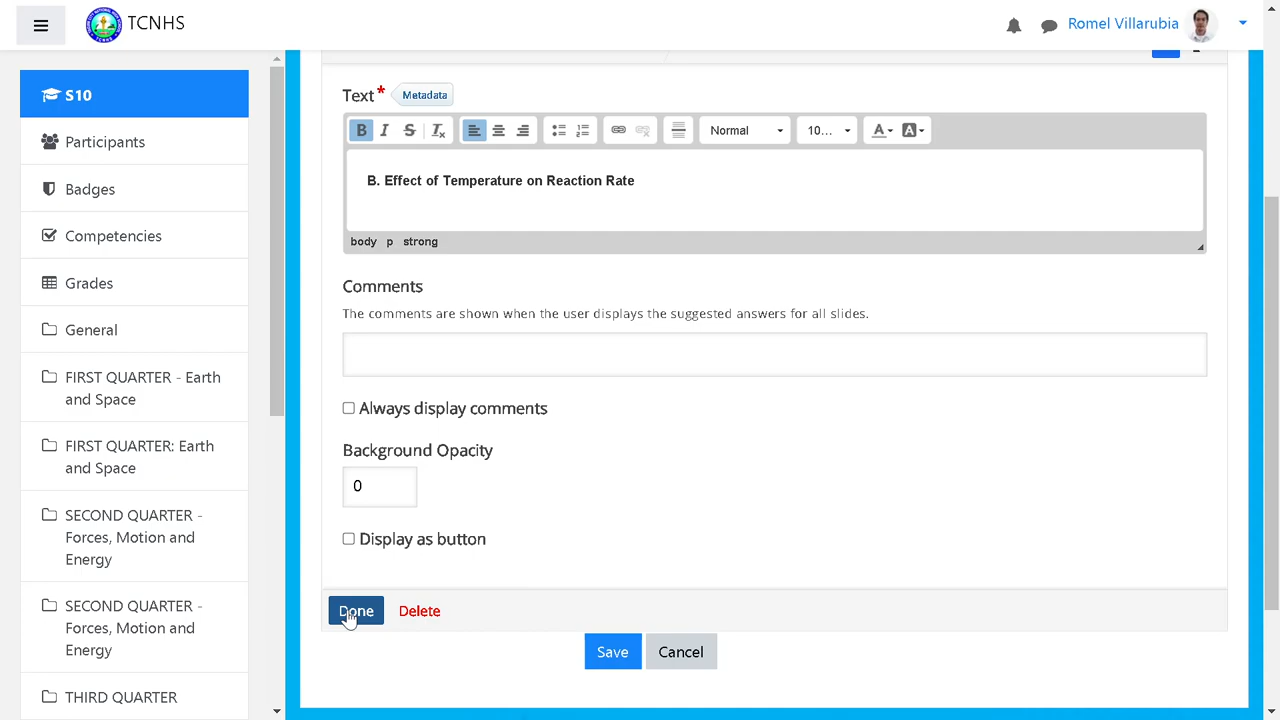 TCNHS
Romel Villarubia
S10
Participants
Badges
Competencies
Grades
General
FIRST QUARTER - Earth
and Space
FIRST QUARTER: Earth
and Space
SECOND QUARTER -
Forces, Motion and
Energy
SECOND QUARTER -
Forces, Motion and
Energy
THIRD QUARTER
Text*
Metadata
B I S Tx
Normal
10...
A
A
B. Effect of Temperature on Reaction Rate
body p strong
Comments
The comments are shown when the user displays the suggested answers for all slides.
Always display comments
Background Opacity
0
Display as button
Done
Delete
Save
Cancel